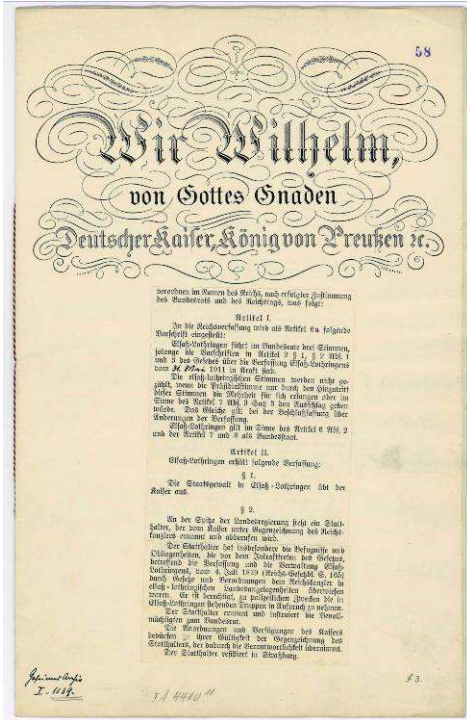 58
Wir Wilhelm,
von Gottes Gnaden
Deutscher Kaiser, König von Preußen ꝛc.
verordnen im Namen des Reichs, nach erfolgter Zustimmung
des Bundesrats und des Reichstags, was folgt:
Artikel I.
In die Reichsverfassung wird als Artikel 6a folgende
Vorschrift eingestellt:
Elsaß-Lothringen führt im Bundesrate drei Stimmen,
solange die Vorschriften in Artikel 2 § 1, § 2 Abs. 1
und 3 des Gesetzes über die Verfassung Elsaß-Lothringens
vom 31. Mai 1911 in Kraft sind.
Die elsaß-lothringischen Stimmen werden nicht ge-
zählt, wenn die Präsidialstimme nur durch den Hinzutritt
dieser Stimmen die Mehrheit für sich erlangen oder im
Sinne des Artikel 7 Abs. 3 Satz 3 den Ausschlag geben
würde. Das Gleiche gilt bei der Beschlußfassung über
Änderungen der Verfassung.
Elsaß-Lothringen gilt im Sinne des Artikel 6 Abs. 2
und der Artikel 7 und 8 als Bundesstaat.
Artikel II.
Elsaß-Lothringen erhält folgende Verfassung:
§ 1.
Die Staatsgewalt in Elsaß-Lothringen übt der
Kaiser aus.
§ 2.
An der Spitze der Landesregierung steht ein Statt-
halter, der vom Kaiser unter Gegenzeichnung des Reichs-
kanzlers ernannt und abberufen wird.
Der Statthalter hat insbesondere die Befugnisse und
Obliegenheiten, die vor dem Inkrafttreten des Gesetzes,
betreffend die Verfassung und die Verwaltung Elsaß-
Lothringens, vom 4. Juli 1879 (Reichs-Gesetzbl. S. 165)
durch Gesetz und Verordnungen dem Reichskanzler in
elsaß-lothringischen Landesangelegenheiten überwiesen
waren. Er ist berechtigt, zu polizeilichen Zwecken die in
Elsaß-Lothringen stehenden Truppen in Anspruch zu nehmen.
Der Statthalter ernennt und instruiert die Bevoll-
mächtigten zum Bundesrat.
Die Anordnungen und Verfügungen des Kaisers
bedürfen zu ihrer Gültigkeit der Gegenzeichnung des
Statthalters, der dadurch die Verantwortlichkeit übernimmt.
Der Statthalter residiert in Straßburg.
§ 3.
I. 1139.